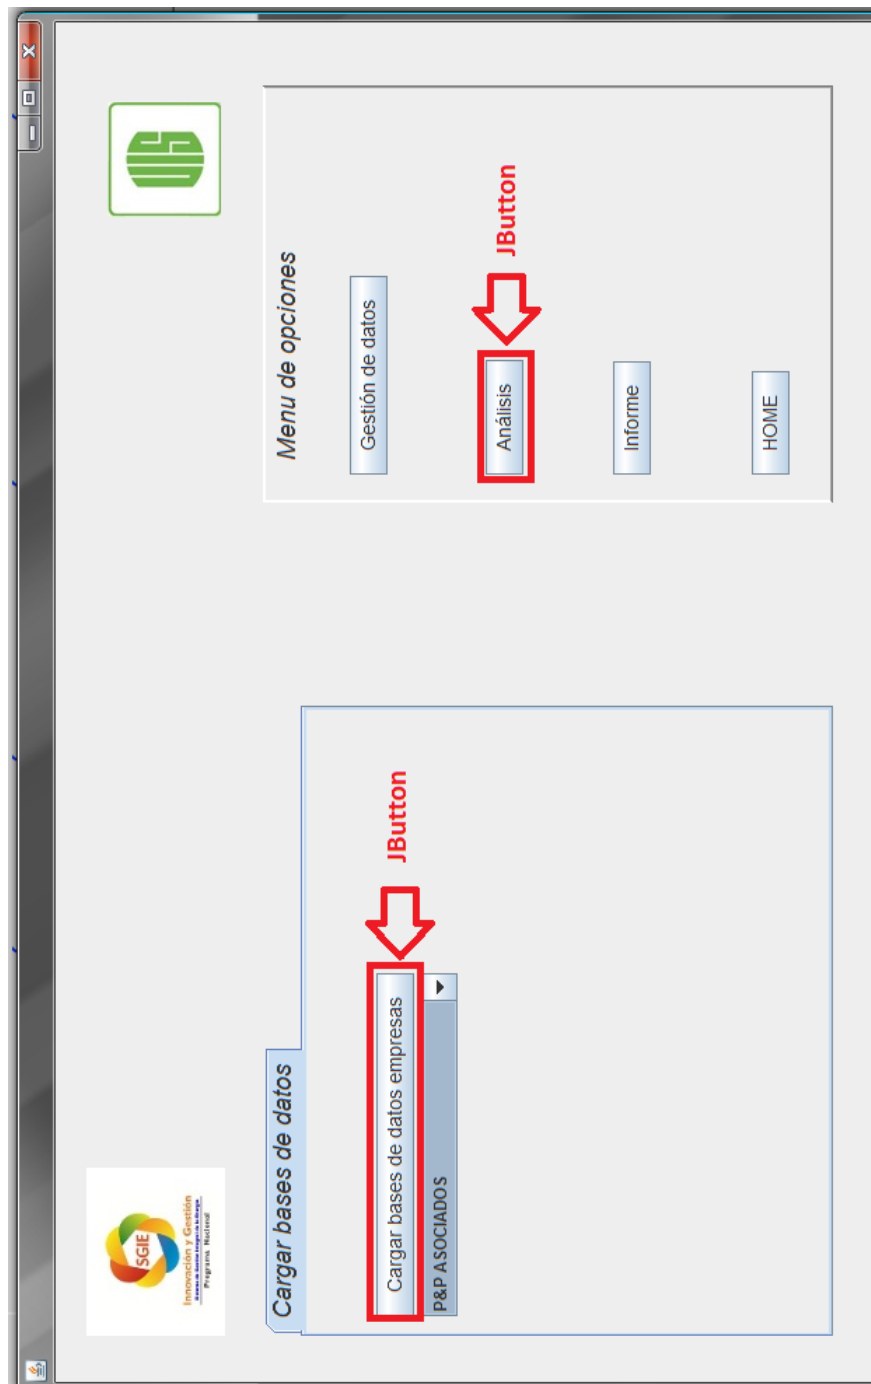 SGIE
Innovación y Gestión
Programa Nacional
UIS
Cargar bases de datos
Cargar bases de datos empresas
JButton
P&P ASOCIADOS
Menu de opciones
Gestión de datos
Análisis
JButton
Informe
HOME